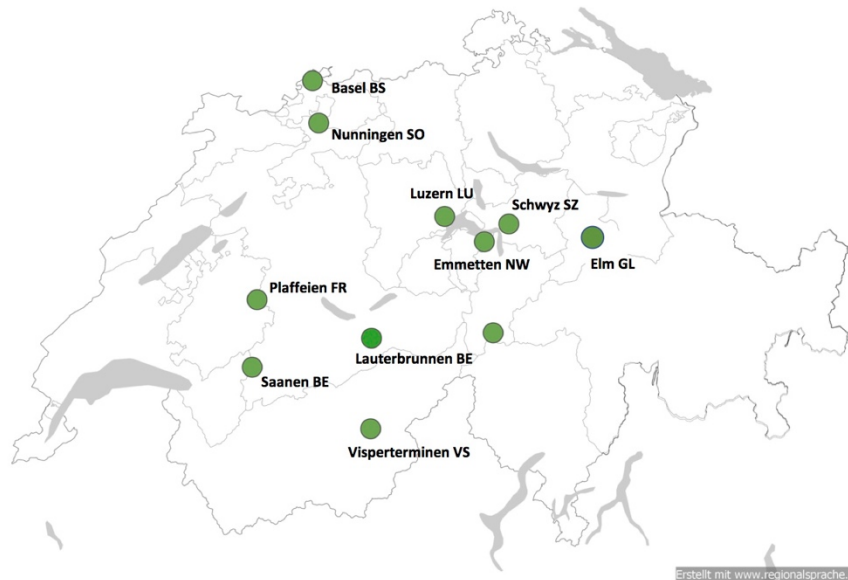 Basel BS
Nunningen SO
Luzern LU
Schwyz SZ
Emmetten NW
Elm GL
Plaffeien FR
Lauterbrunnen BE
Saanen BE
Visperterminen VS
Erstellt mit www.regionalsprache